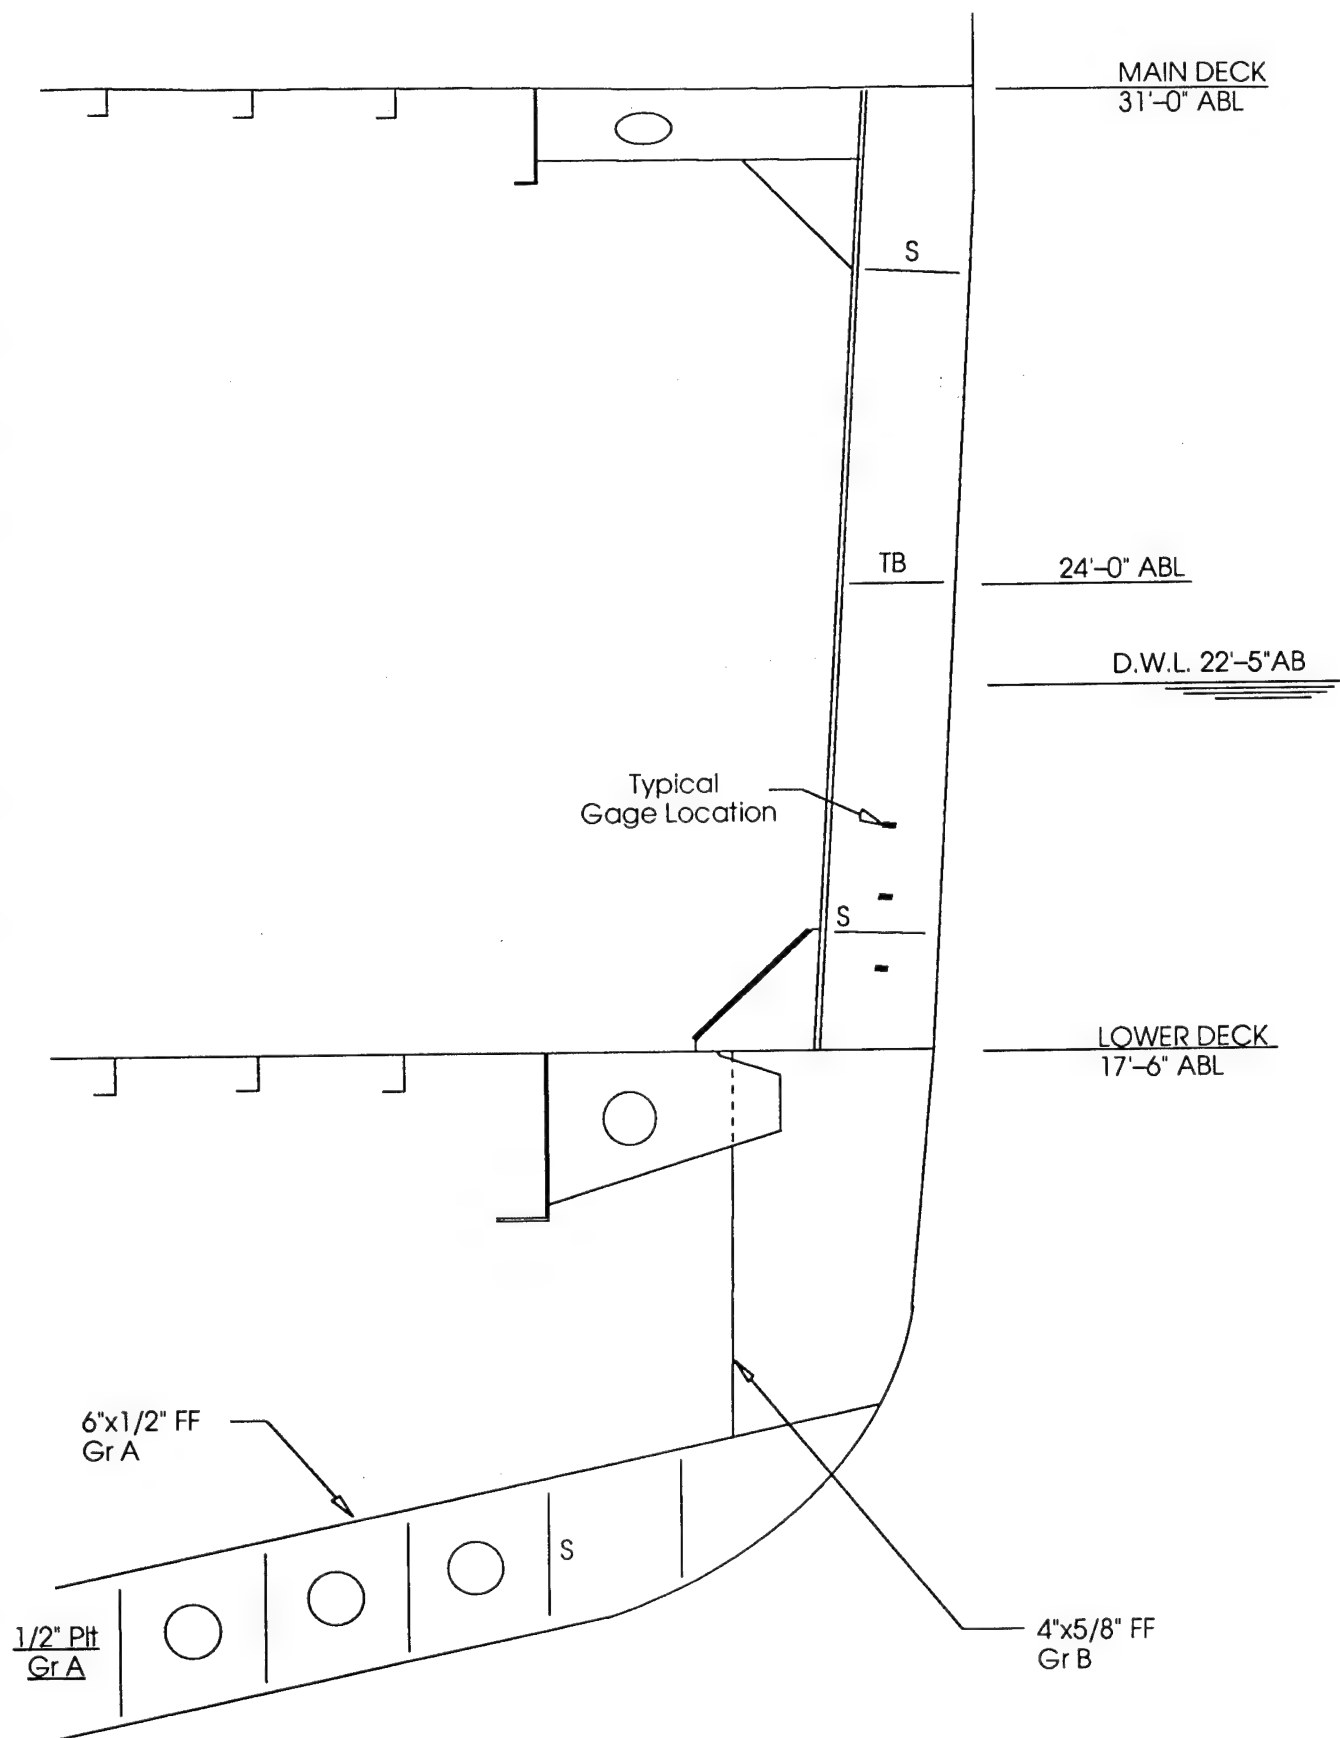 MAIN DECK
31'–0" ABL
S
TB
24'–0" ABL
D.W.L. 22'–5"AB
Typical
Gage Location
S
LOWER DECK
17'–6" ABL
6"x1/2" FF
Gr A
S
1/2" Plt
Gr A
4"x5/8" FF
Gr B